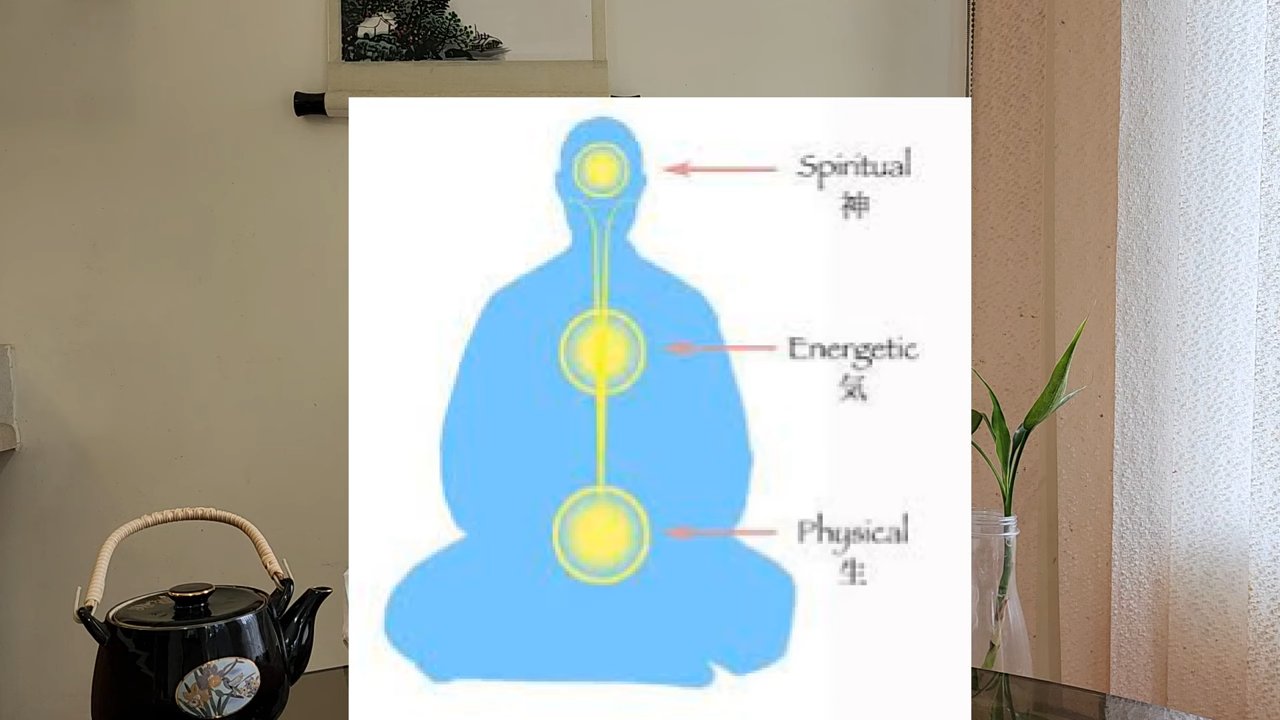 Spiritual
神
Energetic
気
Physical
生